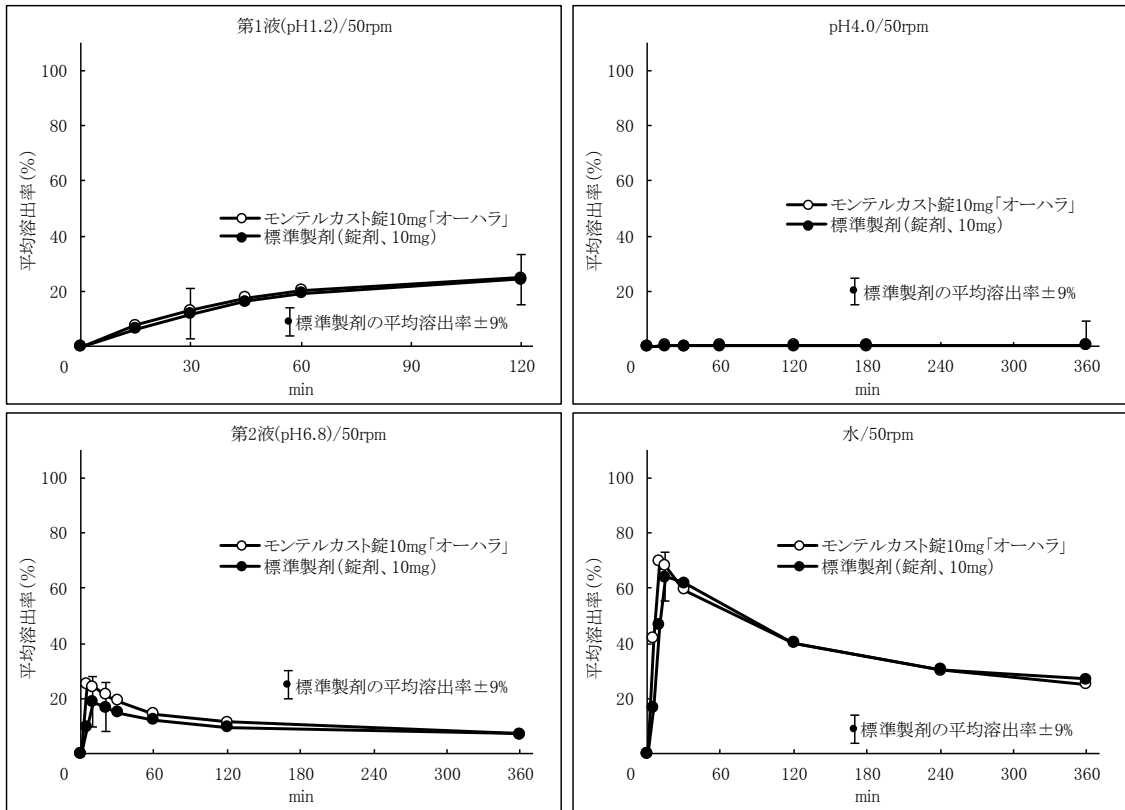 第1液(pH1.2)/50rpm
100
80
60
40
20
0
30
60
90
120
平均溶出率(%)
min
モンテルカスト錠10mg「オーハラ」
標準製剤(錠剤、10mg)
標準製剤の平均溶出率±9%
pH4.0/50rpm
100
80
60
40
20
0
60
120
180
240
300
360
平均溶出率(%)
min
モンテルカスト錠10mg「オーハラ」
標準製剤(錠剤、10mg)
標準製剤の平均溶出率±9%
第2液(pH6.8)/50rpm
100
80
60
40
20
0
60
120
180
240
300
360
平均溶出率(%)
min
モンテルカスト錠10mg「オーハラ」
標準製剤(錠剤、10mg)
標準製剤の平均溶出率±9%
水/50rpm
100
80
60
40
20
0
60
120
180
240
300
360
平均溶出率(%)
min
モンテルカスト錠10mg「オーハラ」
標準製剤(錠剤、10mg)
標準製剤の平均溶出率±9%